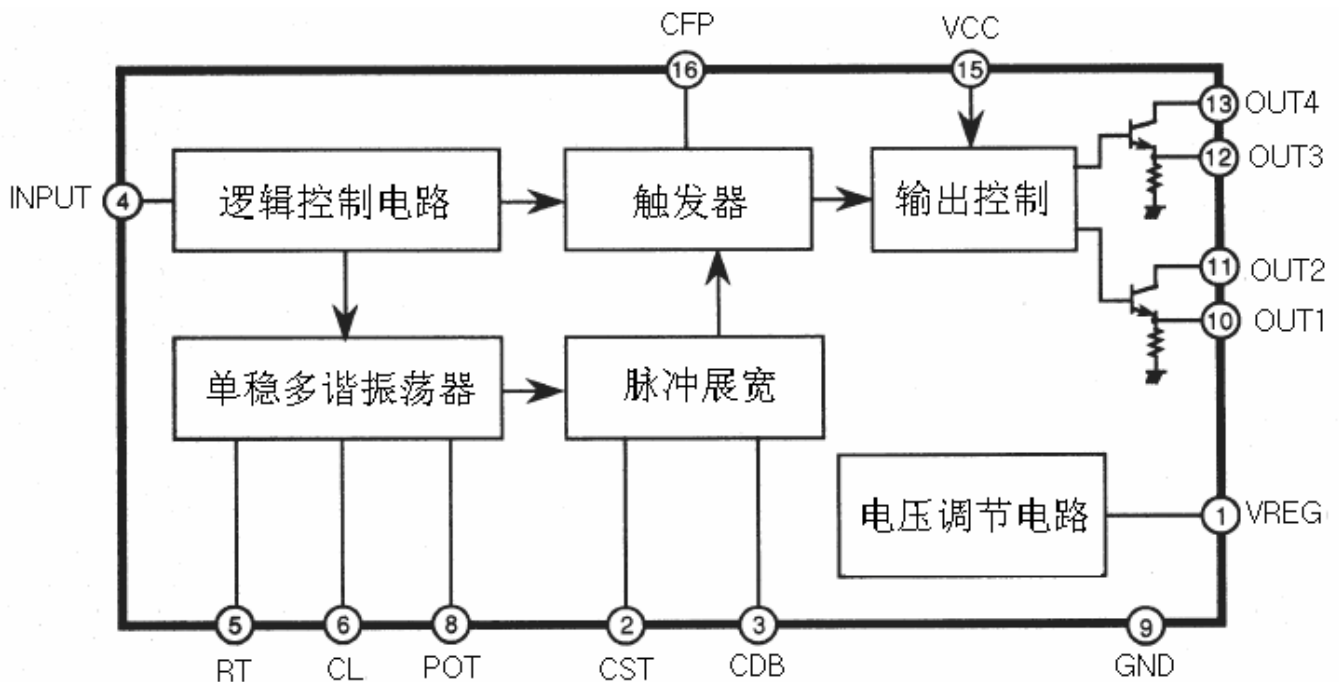 CFP
VCC
16
15
13 OUT4
12 OUT3
INPUT 4
逻辑控制电路
触发器
输出控制
11 OUT2
10 OUT1
单稳多谐振荡器
脉冲展宽
电压调节电路
1 VREG
5
6
8
2
3
9
RT
CL
POT
CST
CDB
GND